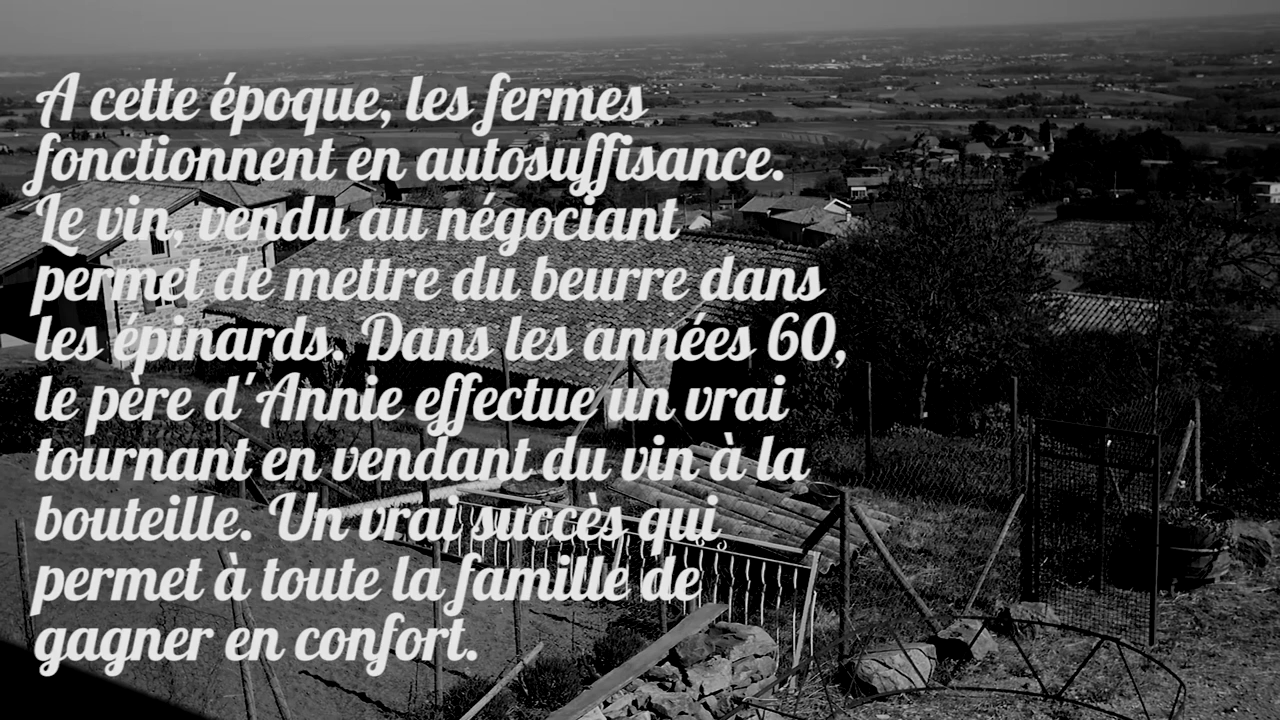 A cette époque, les fermes
fonctionnent en autosuffisance.
Le vin, vendu au négociant
permet de mettre du beurre dans
les épinards. Dans les années 60,
le père d'Annie effectue un vrai
tournant en vendant du vin à la
bouteille. Un vrai succès qui
permet à toute la famille de
gagner en confort.